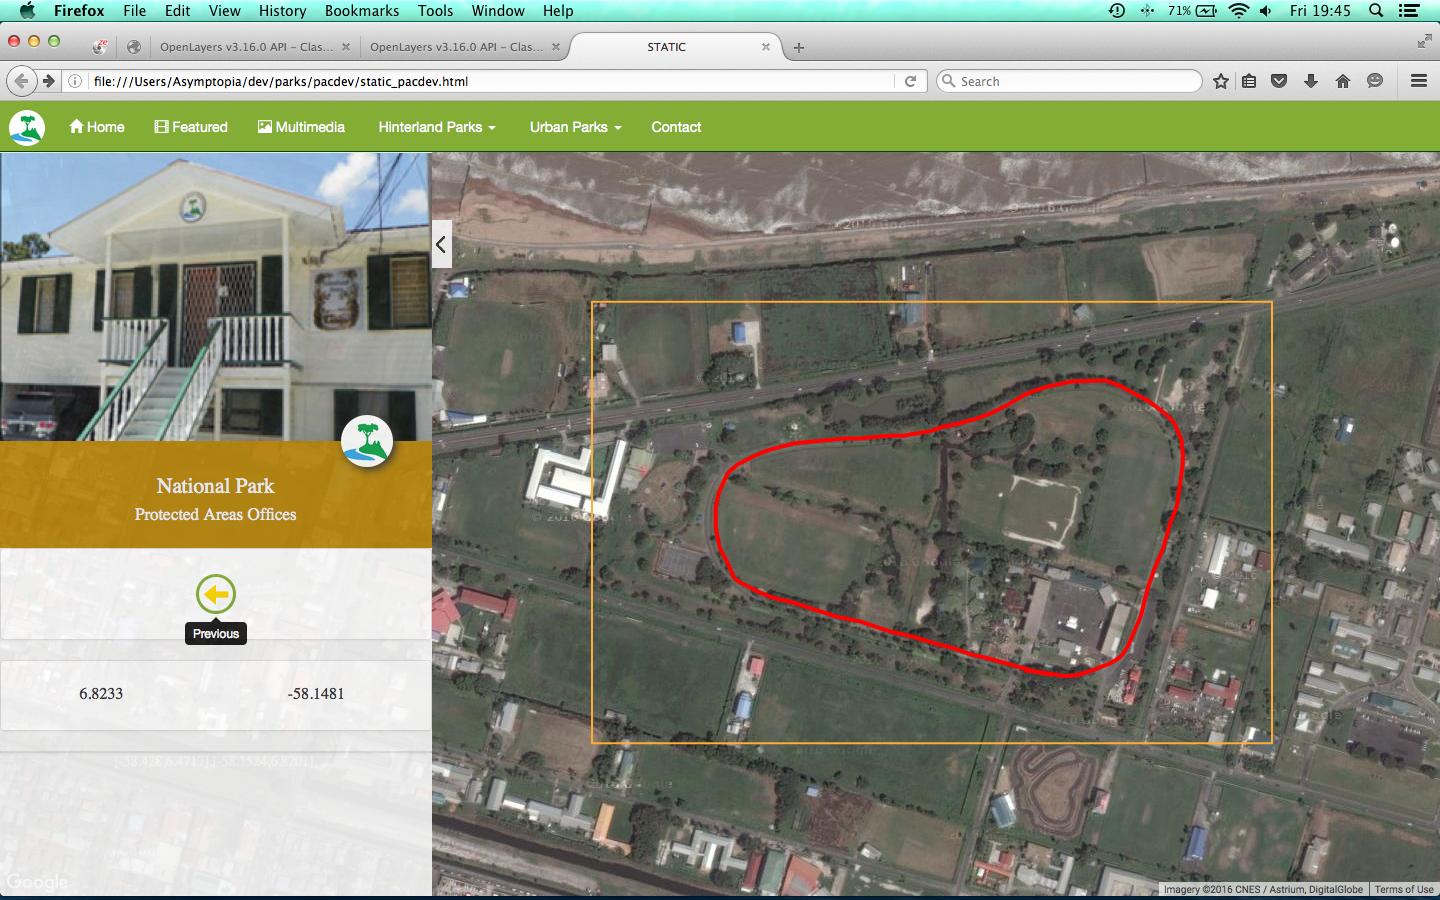 Firefox File Edit View History Bookmarks Tools Window Help 71% Fri 19:45
OpenLayers v3.16.0 API - Clas... OpenLayers v3.16.0 API - Clas... STATIC
file:///Users/Asymptopia/dev/parks/pacdev/static_pacdev.html Search
Home Featured Multimedia Hinterland Parks Urban Parks Contact
National Park
Protected Areas Offices
Previous
6.8233 -58.1481
[-58.428,6.4717],[-58.1524,6.8201]
Google
Imagery ©2016 CNES / Astrium, DigitalGlobe Terms of Use